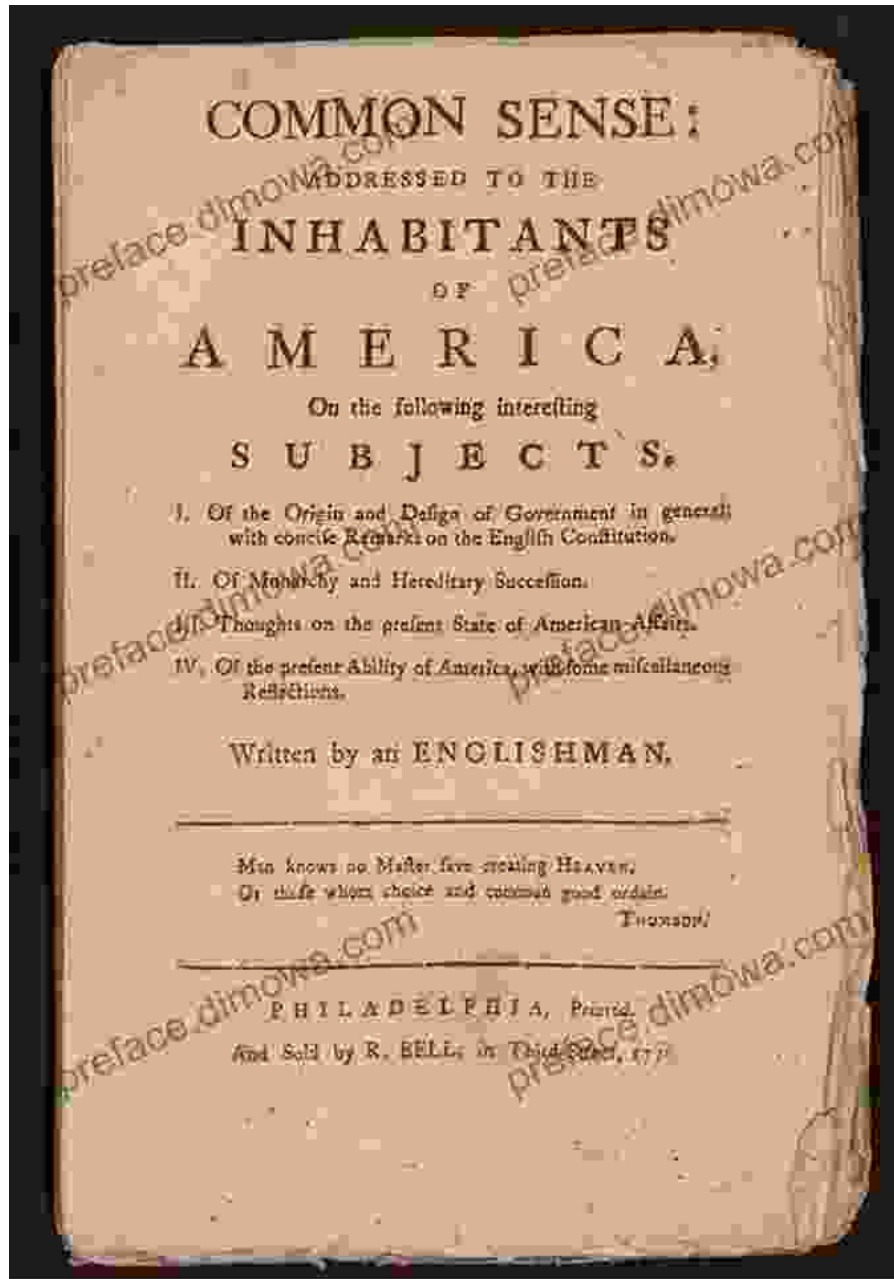 COMMON SENSE:
ADDRESSED TO THE
INHABITANTS
OF
AMERICA,
On the following intereſting
SUBJECTS.
I. Of the Origin and Deſign of Government in general;
with conciſe Remarks on the Engliſh Conſtitution.
II. Of Monarchy and Hereditary Succeſſion.
III. Thoughts on the preſent State of American Affairs.
IV. Of the preſent Ability of America, with ſome miſcellaneous
Reflections.
Written by an ENGLISHMAN.
Man knows no Maſter ſave creating HEAVEN,
Or thoſe whom choice and common good ordain.
THOMSON.
PHILADELPHIA, Printed.
And Sold by R. BELL, in Third Street,
preface.dimowa.com
preface.dimowa.com
preface.dimowa.com
preface.dimowa.com
preface.dimowa.com
preface.dimowa.com